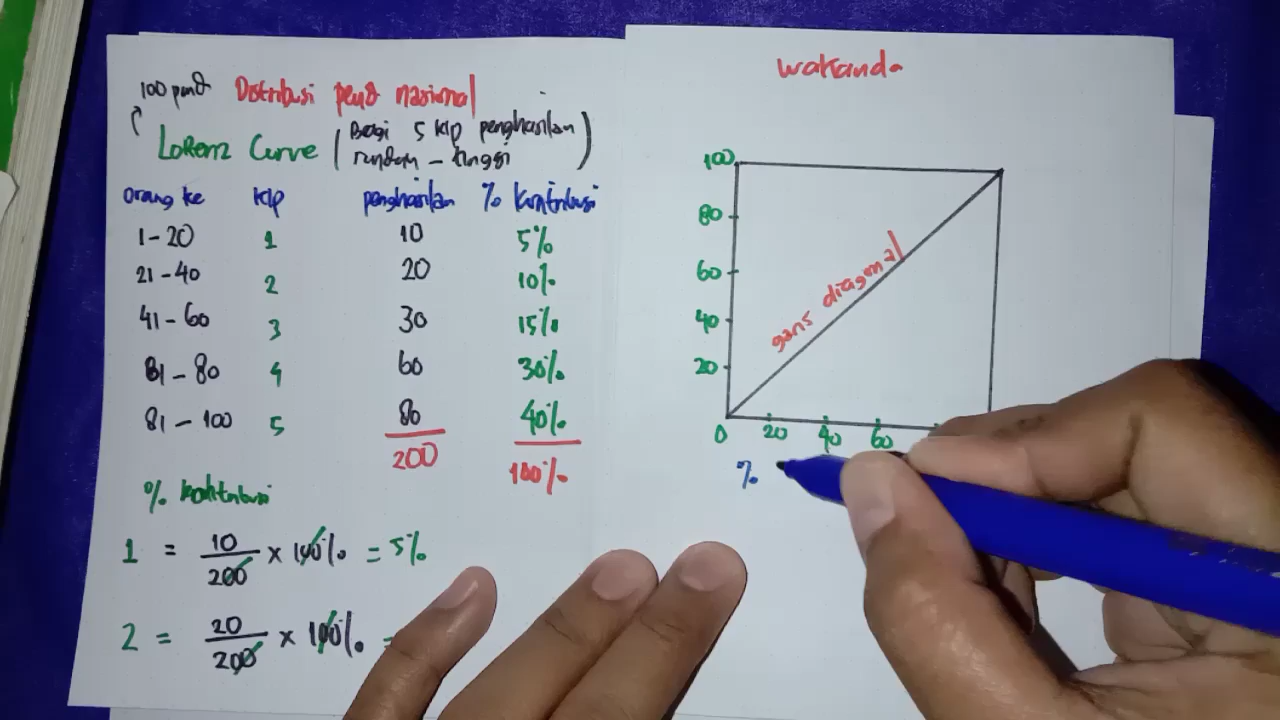 100 pend
Distribusi pend nasional
Lorenz Curve ( Bagi 5 klp penghasilan
rendah - tinggi )
orang ke klp penghasilan % kontribusi
1 - 20 1 10 5%
21 - 40 2 20 10%
41 - 60 3 30 15%
81 - 80 4 60 30%
81 - 100 5 80 40%
200 100%
% kontribusi
1 = 10/200 x 100% = 5%
2 = 20/200 x 100% =
Wakanda
100
80
60
40
20
garis diagonal
0 20 40 60
%